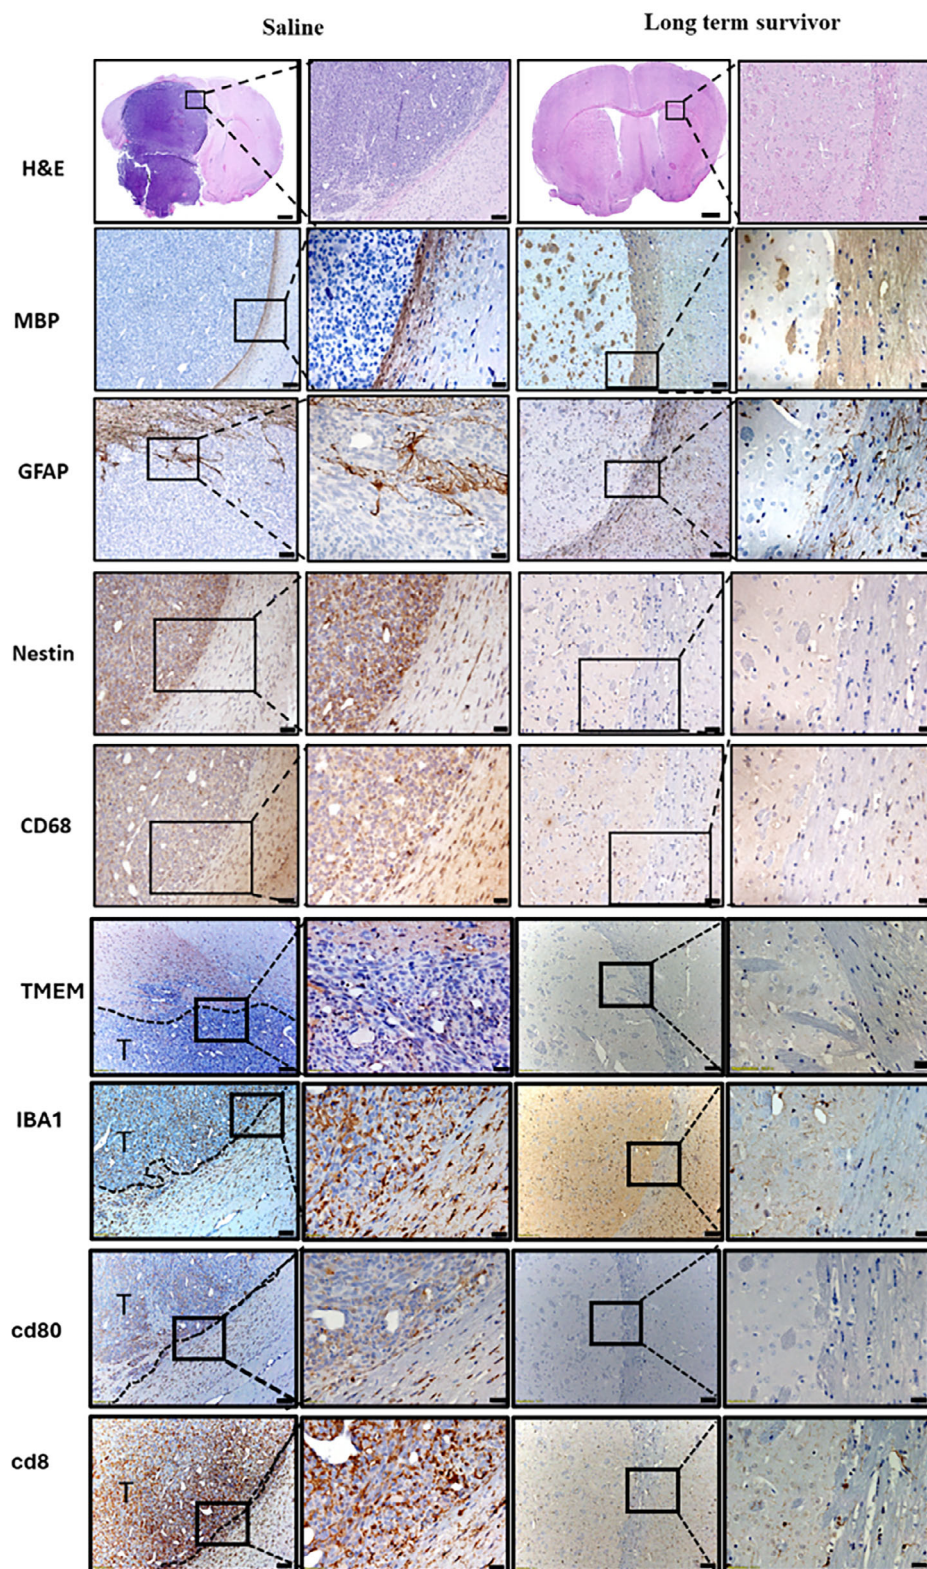 Saline
Long term survivor
H&E
MBP
GFAP
Nestin
CD68
TMEM
T
IBA1
T
cd80
T
cd8
T